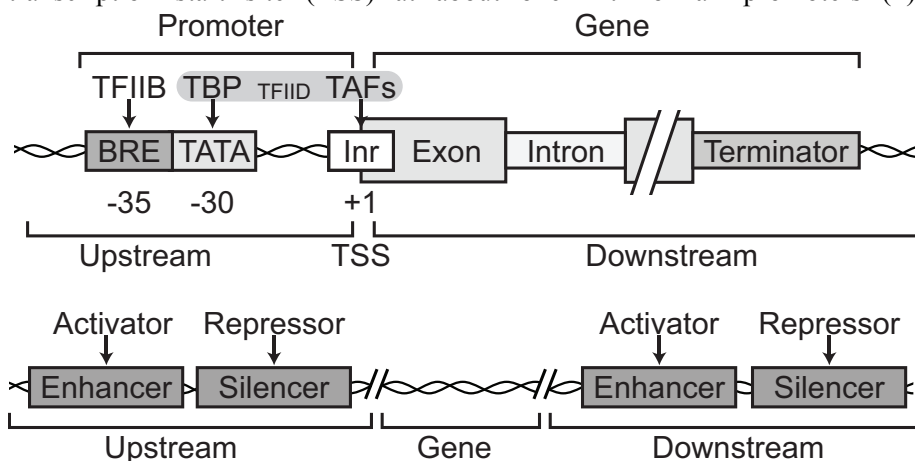 Promoter Gene
TFIIB TBP TFIID TAFs
BRE TATA Inr Exon Intron Terminator
-35 -30 +1
Upstream TSS Downstream
Activator Repressor Activator Repressor
Enhancer Silencer Enhancer Silencer
Upstream Gene Downstream